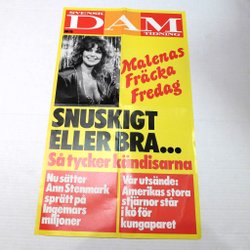 SVENSK
DAM
TIDNING
Malenas
Fräcka
Fredag
SNUSKIGT
ELLER BRA...
Så tycker kändisarna
Nu sätter
Ann Stenmark
sprätt på
Ingemars
miljoner
Vår utsände:
Amerikas stora
stjärnor står
i kö för
kungaparet